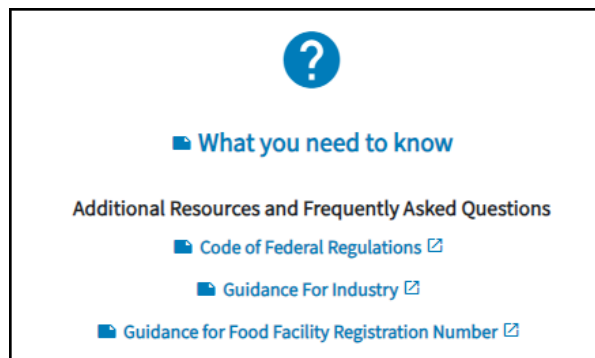 ?
What you need to know
Additional Resources and Frequently Asked Questions
Code of Federal Regulations
Guidance For Industry
Guidance for Food Facility Registration Number